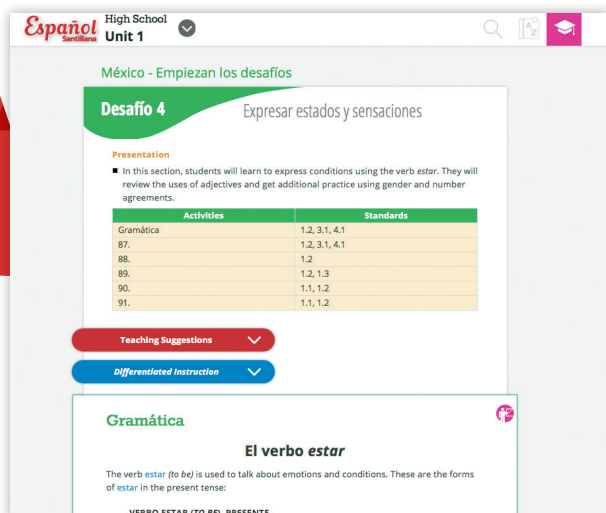 Español
Santillana
High School
Unit 1
A
Z
México - Empiezan los desafíos
Desafío 4
Expresar estados y sensaciones
Presentation
■ In this section, students will learn to express conditions using the verb estar. They will
review the uses of adjectives and get additional practice using gender and number
agreements.
Activities Standards
Gramática 1.2, 3.1, 4.1
87. 1.2, 3.1, 4.1
88. 1.2
89. 1.2, 1.3
90. 1.1, 1.2
91. 1.1, 1.2
Teaching Suggestions
Differentiated Instruction
Gramática
El verbo estar
The verb estar (to be) is used to talk about emotions and conditions. These are the forms
of estar in the present tense:
VERBO ESTAR (TO BE). PRESENTE